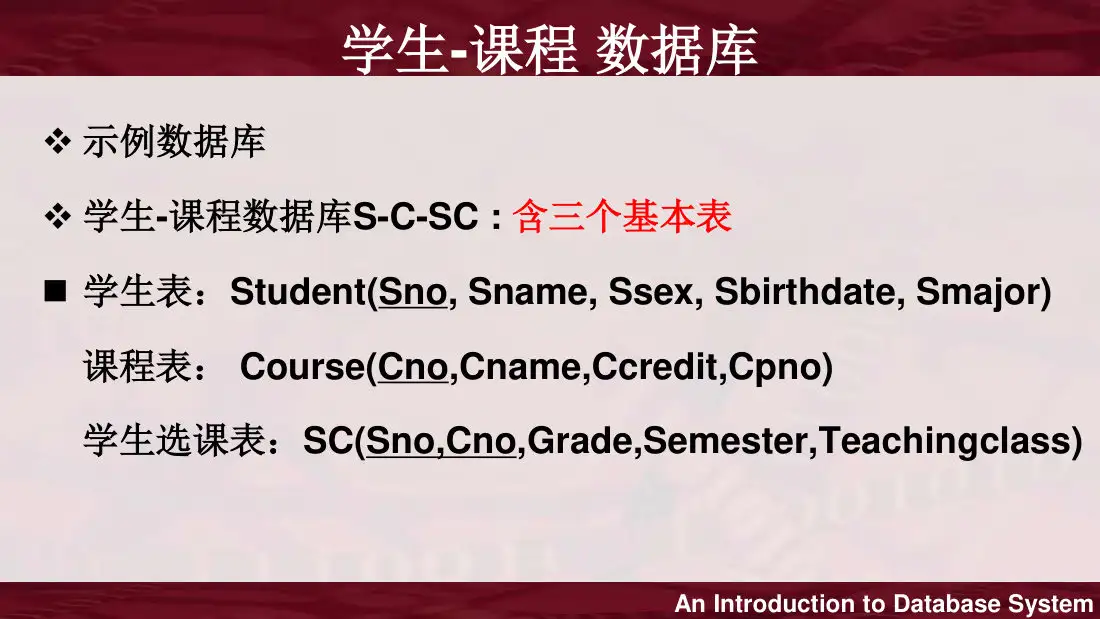 学生-课程 数据库
❖ 示例数据库
❖ 学生-课程数据库S-C-SC : 含三个基本表
■ 学生表：Student(Sno, Sname, Ssex, Sbirthdate, Smajor)
课程表： Course(Cno,Cname,Ccredit,Cpno)
学生选课表：SC(Sno,Cno,Grade,Semester,Teachingclass)
An Introduction to Database System